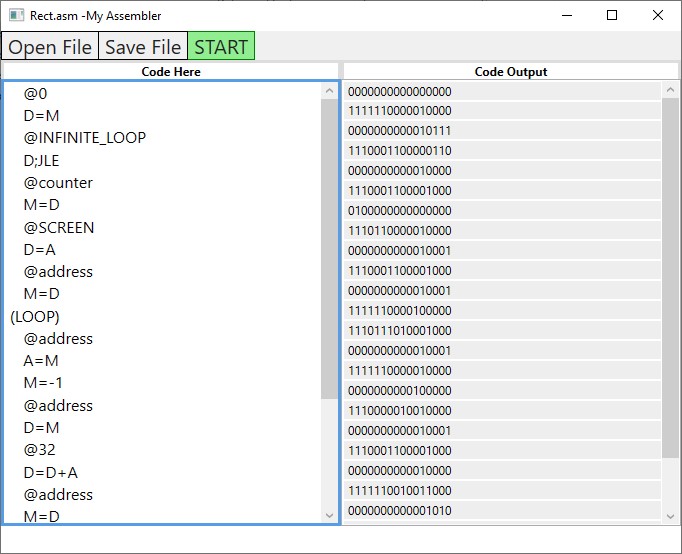 Rect.asm -My Assembler
Open File Save File START
Code Here
@0
D=M
@INFINITE_LOOP
D;JLE
@counter
M=D
@SCREEN
D=A
@address
M=D
(LOOP)
@address
A=M
M=-1
@address
D=M
@32
D=D+A
@address
M=D
Code Output
0000000000000000
1111110000010000
0000000000010111
1110001100000110
0000000000010000
1110001100001000
0100000000000000
1110110000010000
0000000000010001
1110001100001000
0000000000010001
1111110000100000
1110111010001000
0000000000010001
1111110000010000
0000000000100000
1110000010010000
0000000000010001
1110001100001000
0000000000010000
1111110010011000
0000000000001010